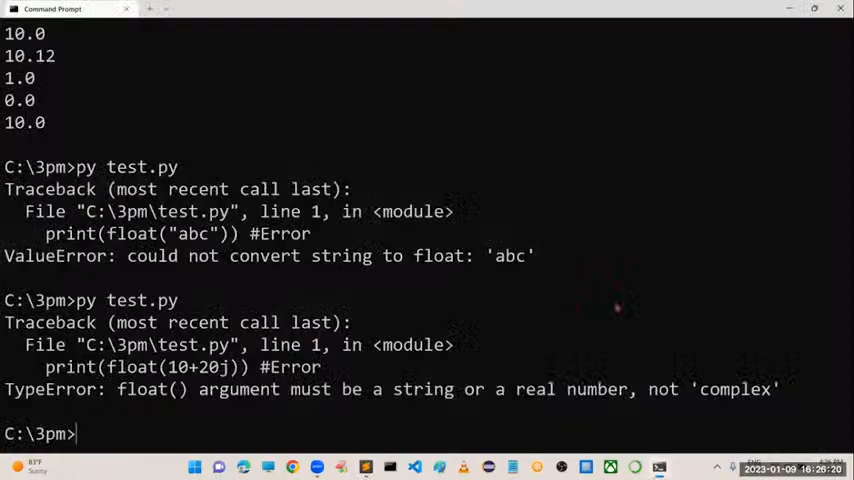 Command Prompt
10.0
10.12
1.0
0.0
10.0
C:\3pm>py test.py
Traceback (most recent call last):
File "C:\3pm\test.py", line 1, in <module>
print(float("abc")) #Error
ValueError: could not convert string to float: 'abc'
C:\3pm>py test.py
Traceback (most recent call last):
File "C:\3pm\test.py", line 1, in <module>
print(float(10+20j)) #Error
TypeError: float() argument must be a string or a real number, not 'complex'
C:\3pm>
83°F
Sunny
2023-01-09 16:26:20